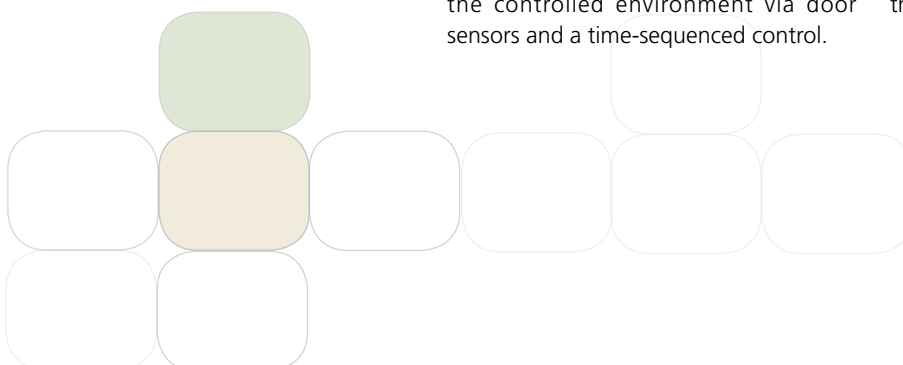 the controlled environment via door
sensors and a time-sequenced control.